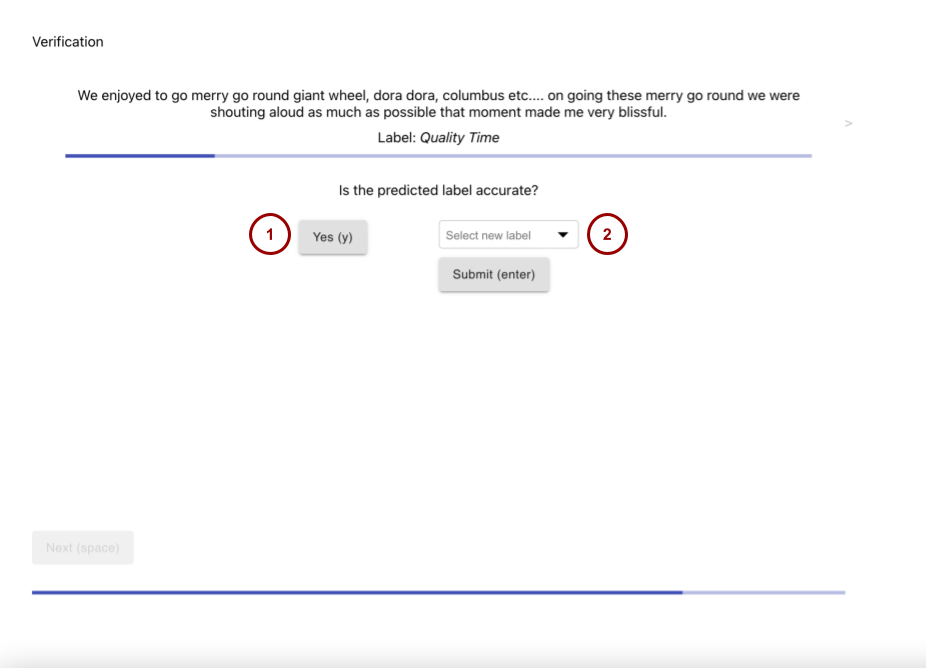 Verification
We enjoyed to go merry go round giant wheel, dora dora, columbus etc.... on going these merry go round we were
shouting aloud as much as possible that moment made me very blissful.
>
Label: Quality Time
Is the predicted label accurate?
1 Yes (y) Select new label 2
Submit (enter)
Next (space)